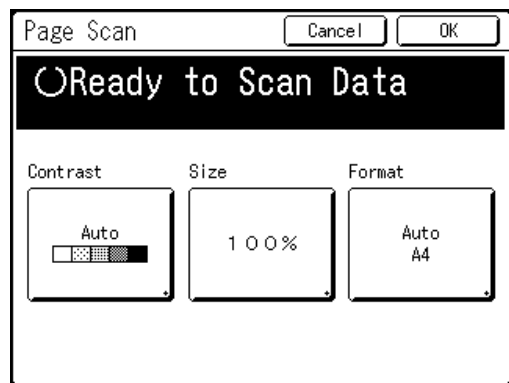 Page Scan
Cancel
OK
Ready to Scan Data
Contrast
Size
Format
Auto
100%
Auto
A4